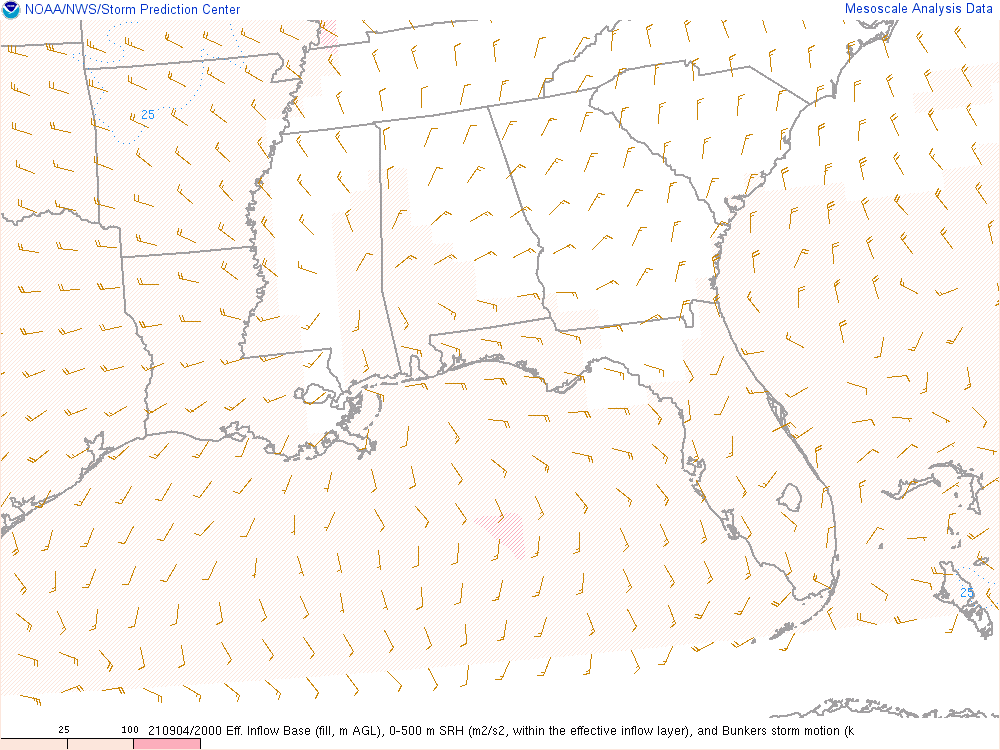 NOAA/NWS/Storm Prediction Center
Mesoscale Analysis Data
25
25
25 100 210904/2000 Eff. Inflow Base (fill, m AGL), 0-500 m SRH (m2/s2, within the effective inflow layer), and Bunkers storm motion (k